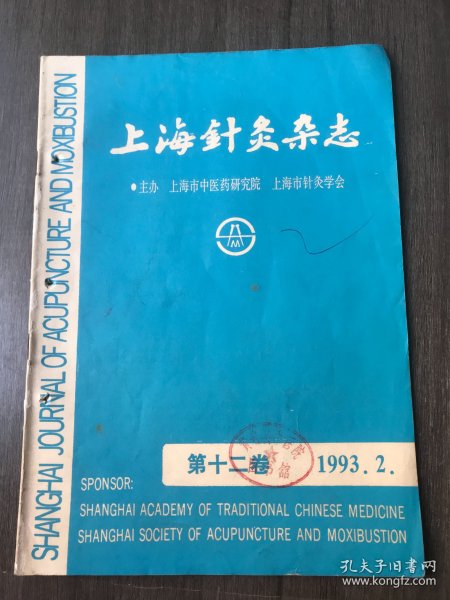 上海針灸杂志
•主办 上海市中医药研究院 上海市针灸学会
SHANGHAI JOURNAL OF ACUPUNCTURE AND MOXIBUSTION
第十二卷 1993.2.
SPONSOR:
SHANGHAI ACADEMY OF TRADITIONAL CHINESE MEDICINE
SHANGHAI SOCIETY OF ACUPUNCTURE AND MOXIBUSTION
孔夫子旧书网
www.kongfz.com